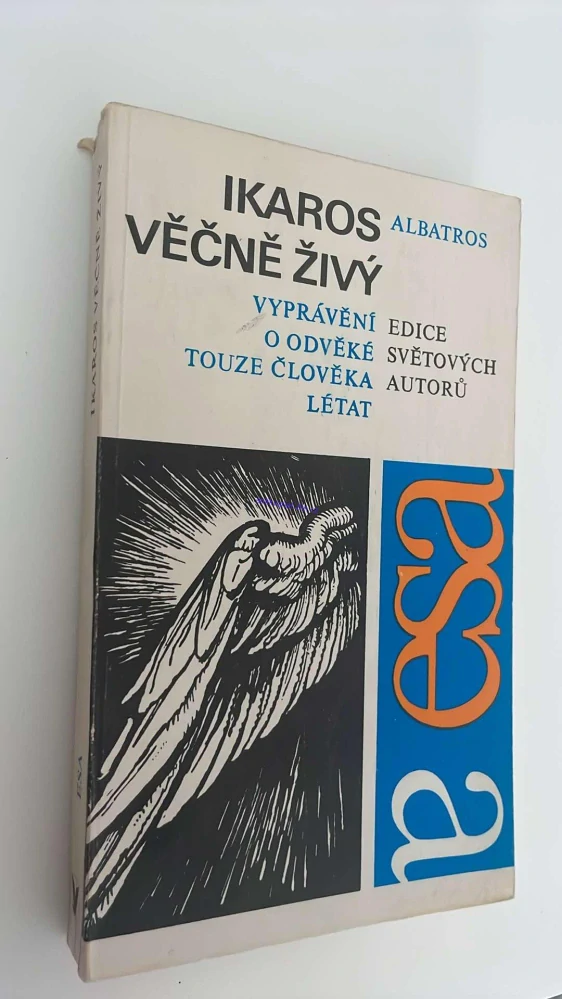 IKAROS
VĚČNĚ ŽIVÝ
ALBATROS
VYPRÁVĚNÍ
O ODVĚKÉ
TOUZE ČLOVĚKA
LÉTAT
EDICE
SVĚTOVÝCH
AUTORŮ
esa
a
IKAROS VĚČNĚ ŽIVÝ
ESA